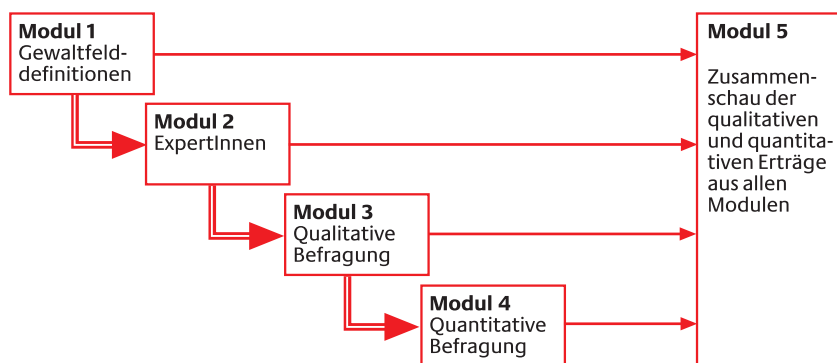 Modul 1
Gewaltfeld-
definitionen
Modul 2
ExpertInnen
Modul 3
Qualitative
Befragung
Modul 4
Quantitative
Befragung
Modul 5
Zusammen-
schau der
qualitativen
und quantita-
tiven Erträge
aus allen
Modulen